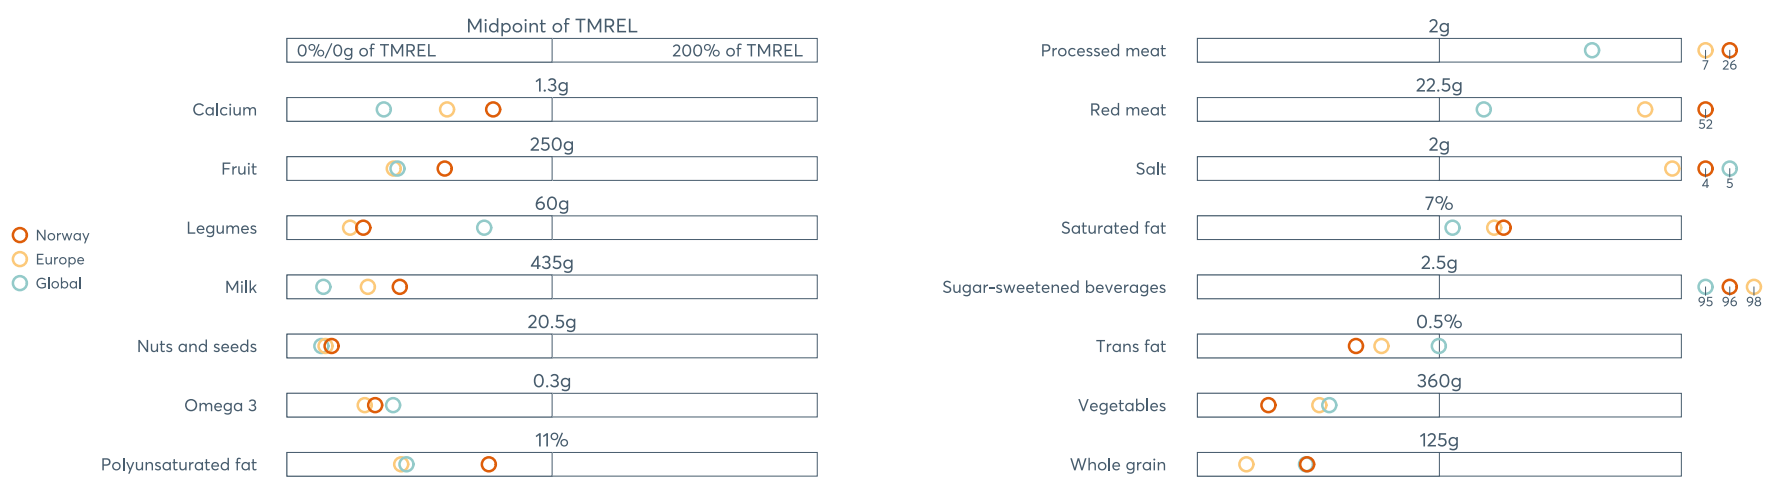 Midpoint of TMREL
0%/0g of TMREL 200% of TMREL
Calcium 1.3g
Fruit 250g
Legumes 60g
Milk 435g
Nuts and seeds 20.5g
Omega 3 0.3g
Polyunsaturated fat 11%
Norway
Europe
Global
Processed meat 2g 7 26
Red meat 22.5g 52
Salt 2g 4 5
Saturated fat 7%
Sugar-sweetened beverages 2.5g 95 96 98
Trans fat 0.5%
Vegetables 360g
Whole grain 125g